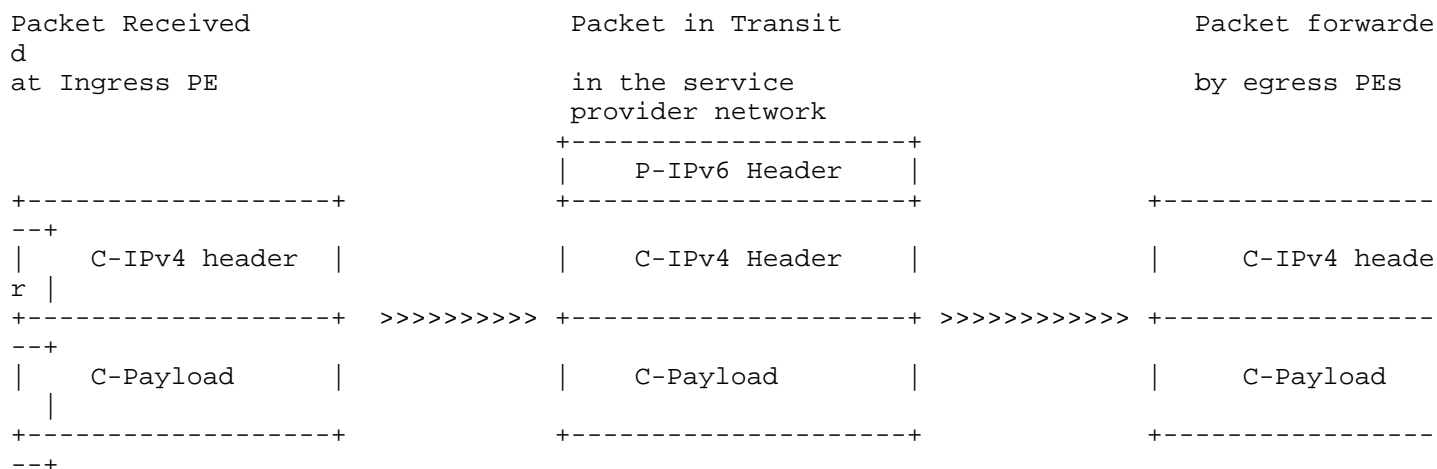 Packet Received                    Packet in Transit                      Packet forwarde
d
at Ingress PE                      in the service                         by egress PEs
                                   provider network
                                  +---------------------+
                                  |    P-IPv6 Header    |
+-------------------+             +---------------------+              +-----------------
--+
|    C-IPv4 header  |             |    C-IPv4 Header    |              |     C-IPv4 heade
r |
+-------------------+  >>>>>>>>>> +---------------------+ >>>>>>>>>>>> +-----------------
--+
|    C-Payload      |             |    C-Payload        |              |     C-Payload
  |
+-------------------+             +---------------------+              +-----------------
--+